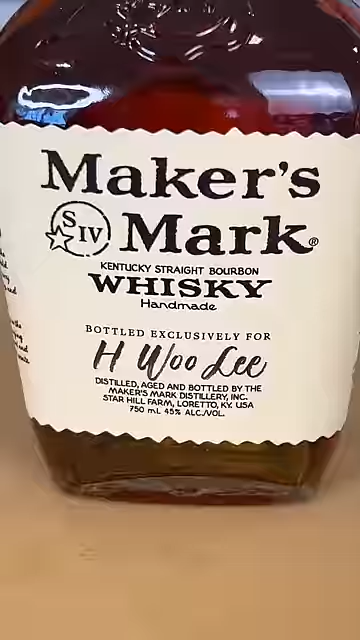 Maker's
SIV Mark®
KENTUCKY STRAIGHT BOURBON
WHISKY
Handmade
BOTTLED EXCLUSIVELY FOR
H Woo Lee
DISTILLED, AGED AND BOTTLED BY THE
MAKER'S MARK DISTILLERY, INC.
STAR HILL FARM, LORETTO, KY. USA
750 mL 45% ALC./VOL.